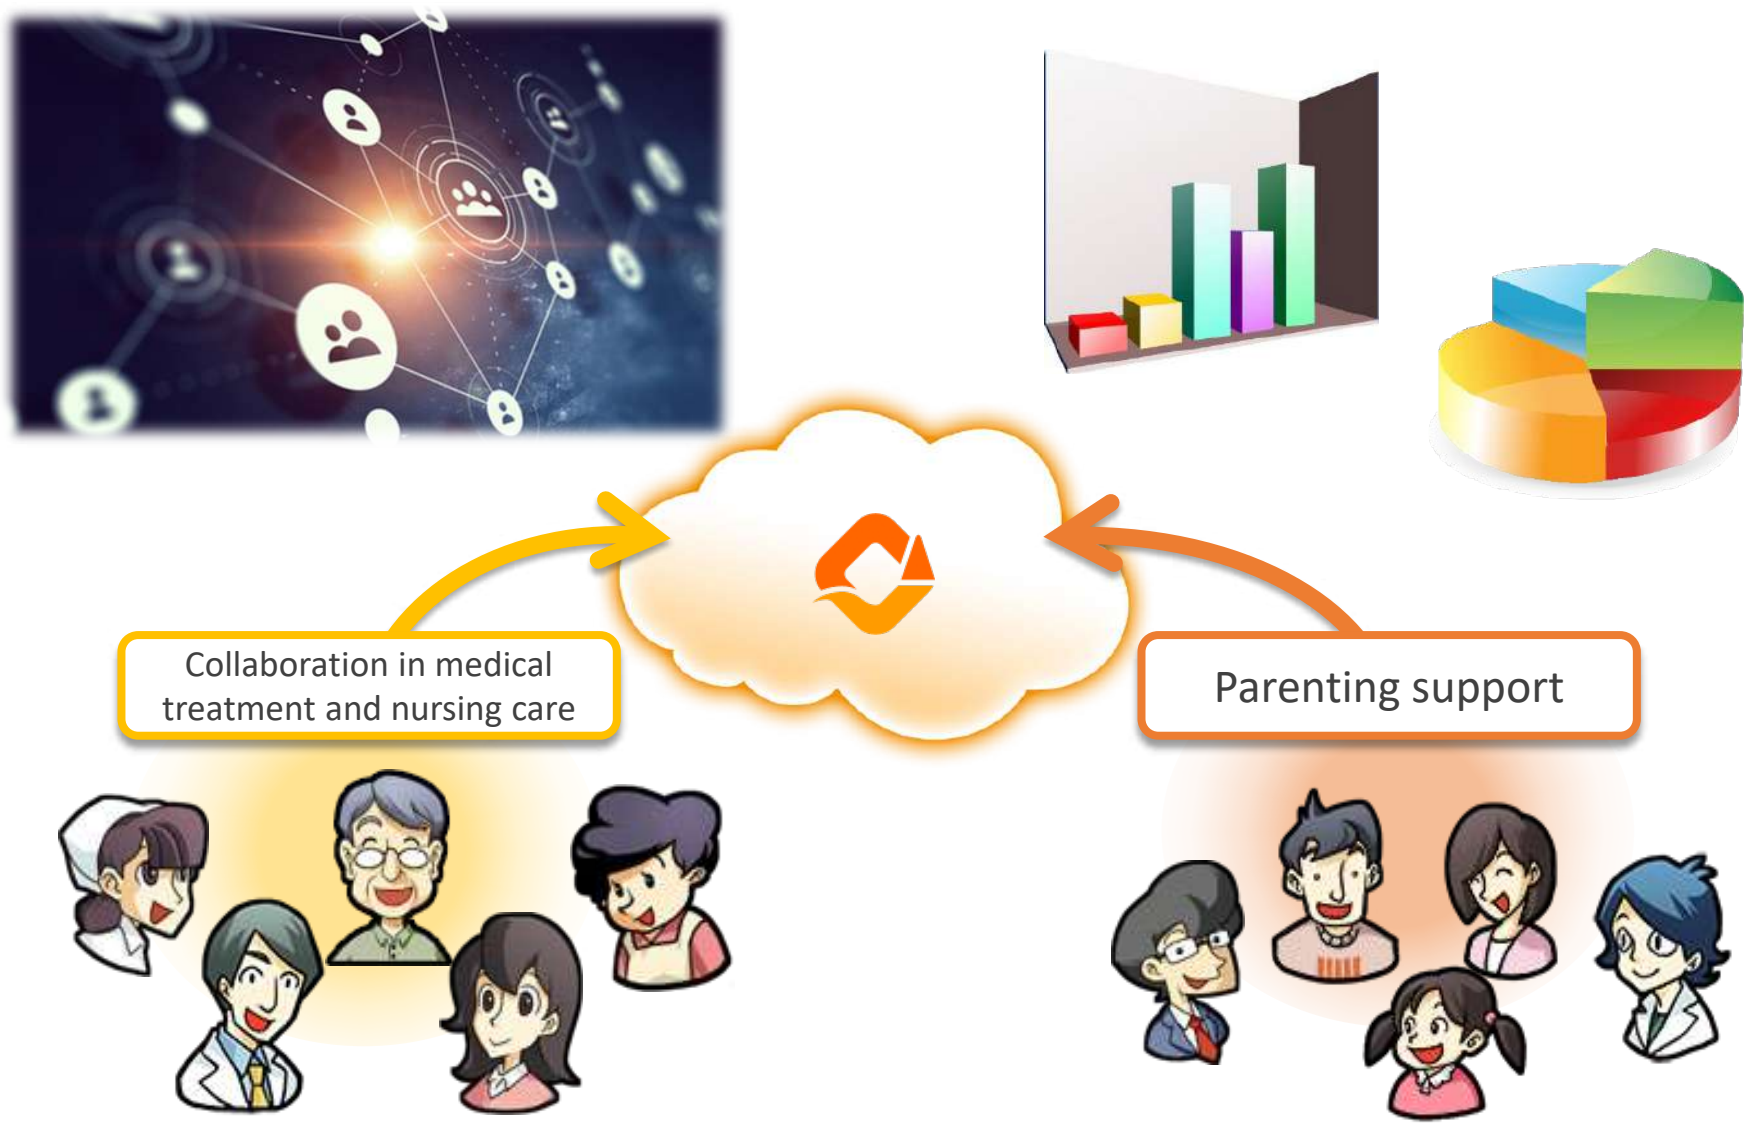 Collaboration in medical
treatment and nursing care
Parenting support